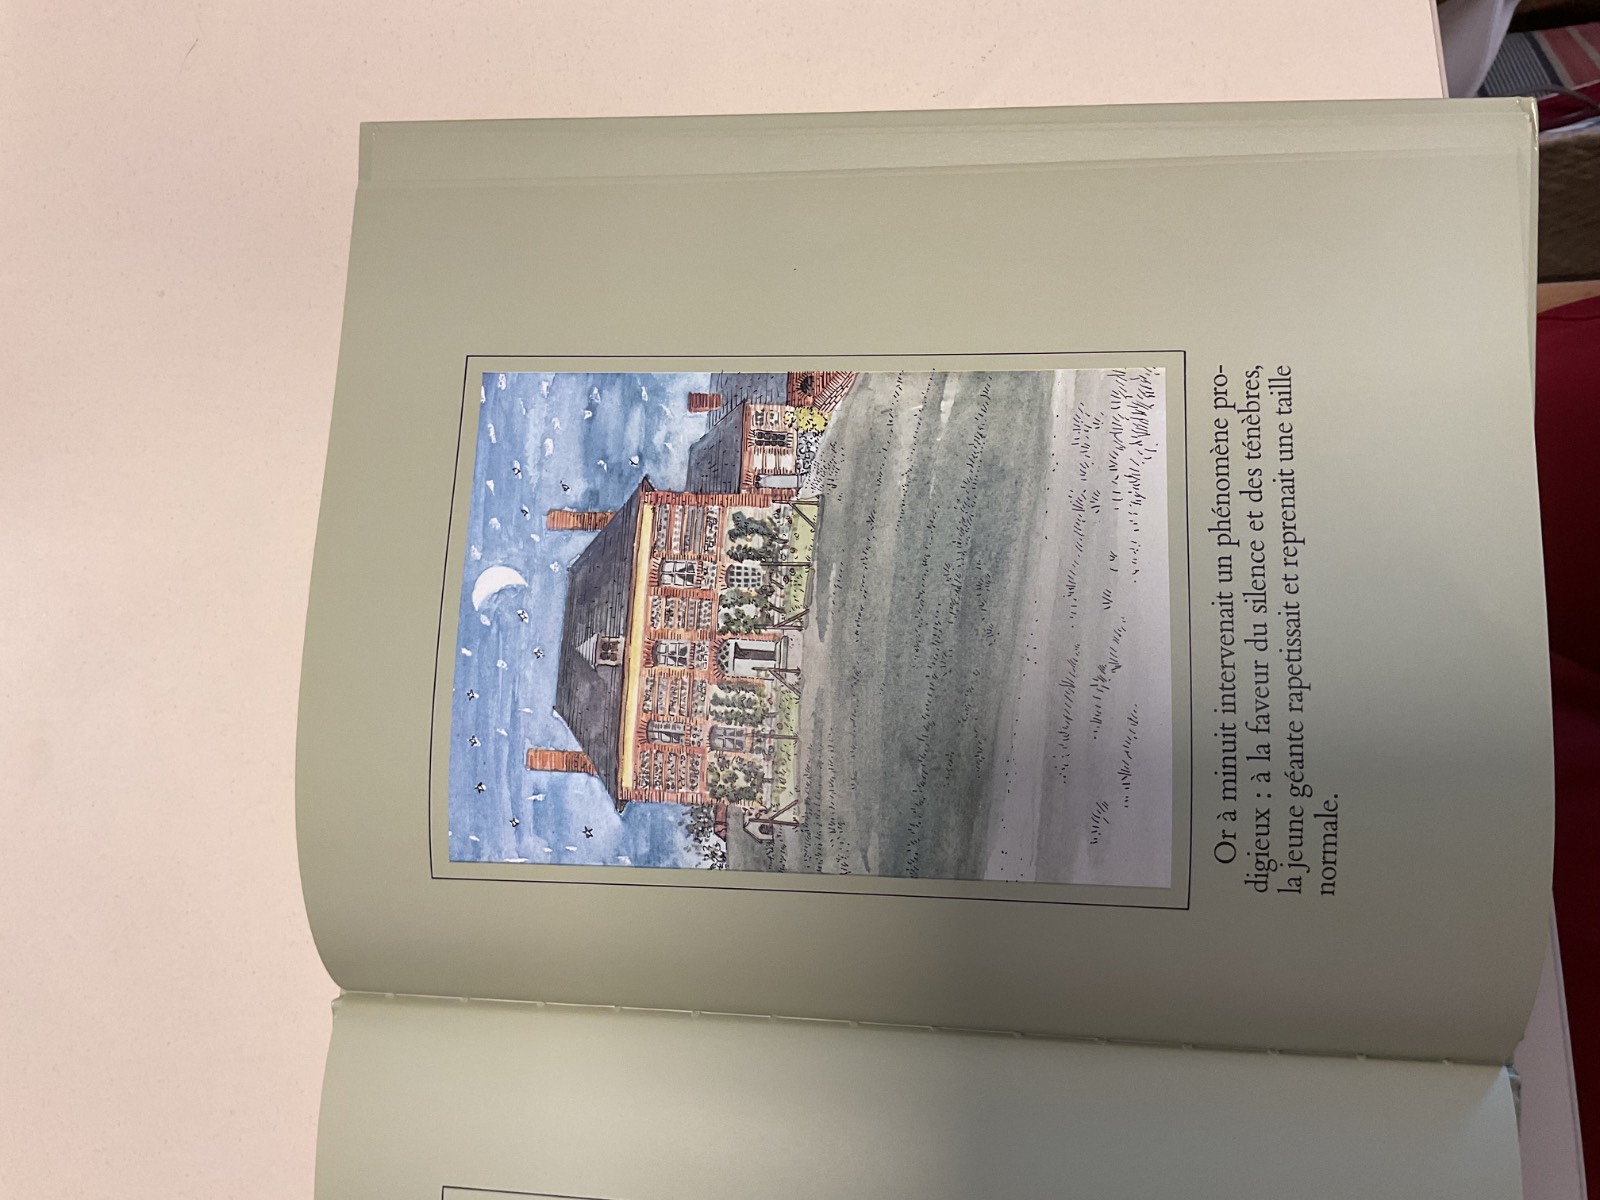 Or à minuit intervenait un phénomène pro-
digieux : à la faveur du silence et des ténèbres,
la jeune géante rapetissait et reprenait une taille
normale.